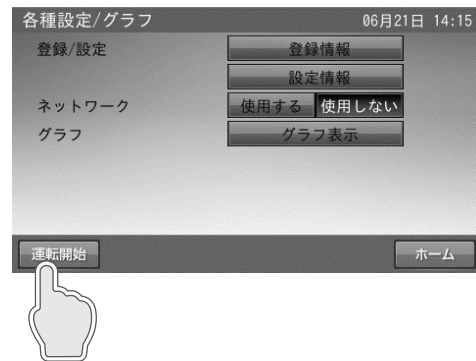 各種設定/グラフ 06月21日 14:15
登録/設定 登録情報
設定情報
ネットワーク 使用する 使用しない
グラフ グラフ表示
運転開始 ホーム